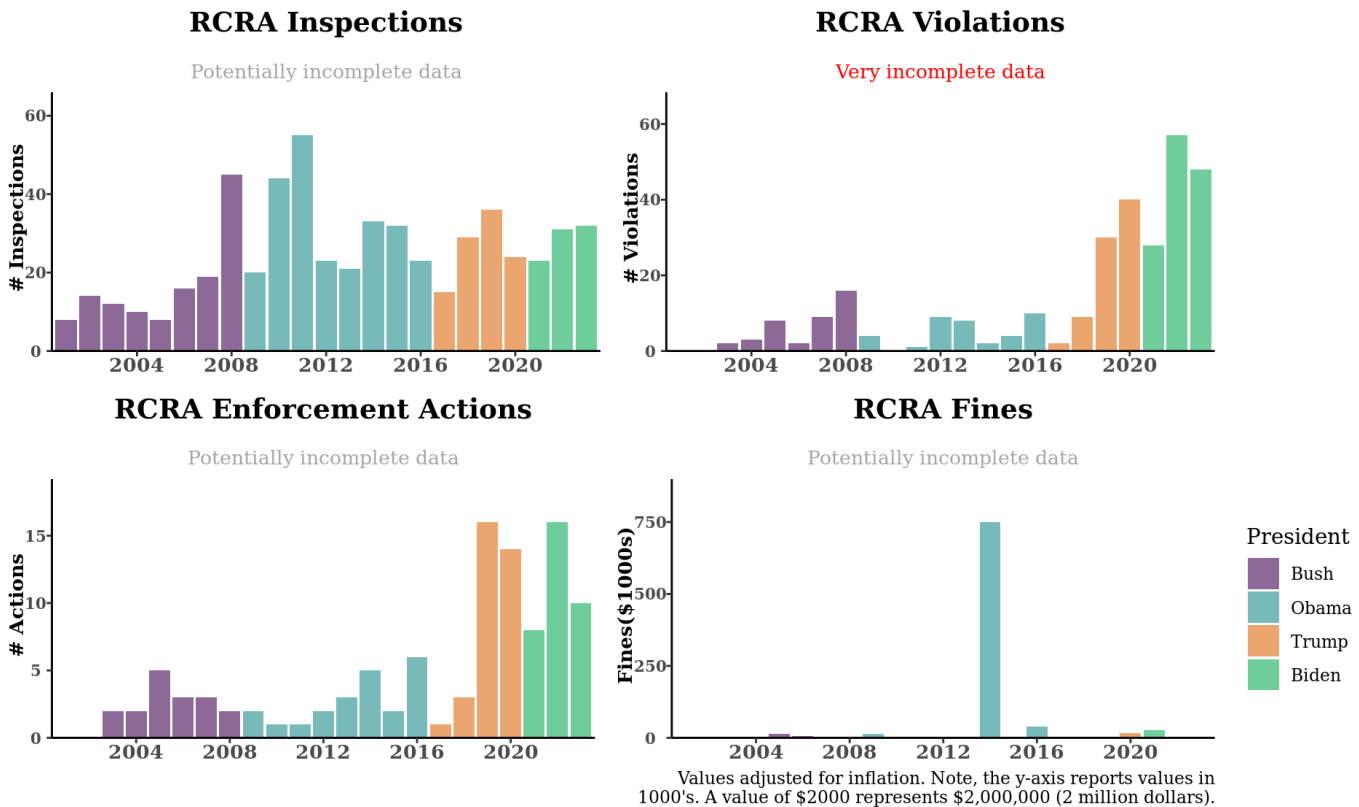 RCRA Inspections
Potentially incomplete data
# Inspections
60
40
20
0
2004 2008 2012 2016 2020
RCRA Violations
Very incomplete data
# Violations
60
40
20
0
2004 2008 2012 2016 2020
RCRA Enforcement Actions
Potentially incomplete data
# Actions
15
10
5
0
2004 2008 2012 2016 2020
RCRA Fines
Potentially incomplete data
Fines($1000s)
750
500
250
0
2004 2008 2012 2016 2020
President
Bush
Obama
Trump
Biden
Values adjusted for inflation. Note, the y-axis reports values in
1000's. A value of $2000 represents $2,000,000 (2 million dollars).